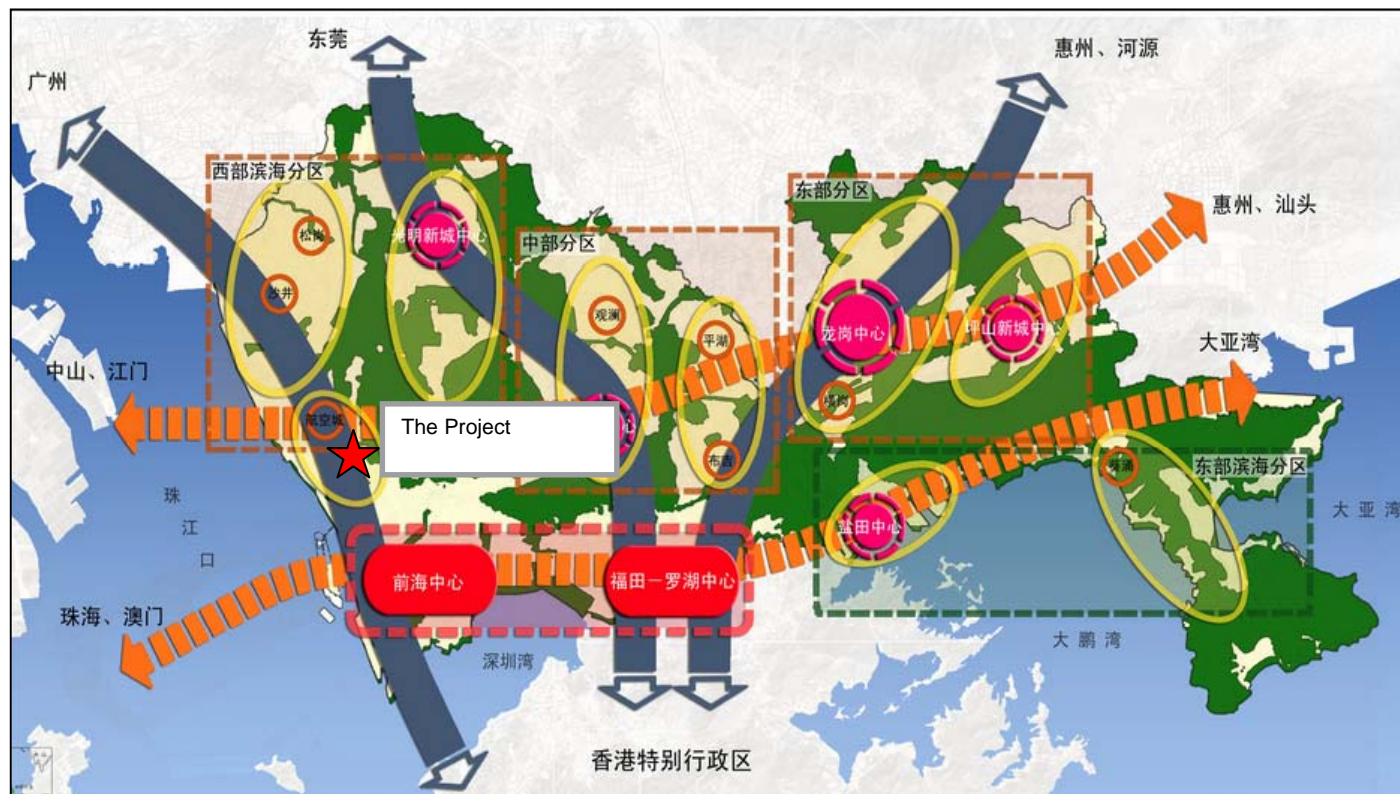 东莞
惠州、河源
广州
西部滨海分区
东部分区
惠州、汕头
松岗
光明新城中心
中部分区
沙井
观澜
平湖
龙岗中心
坪山新城中心
大亚湾
中山、江门
横岗
航空城
The Project
心
布吉
葵涌
东部滨海分区
珠
江
口
盐田中心
大亚湾
前海中心
福田—罗湖中心
珠海、澳门
深圳湾
大鹏湾
香港特别行政区